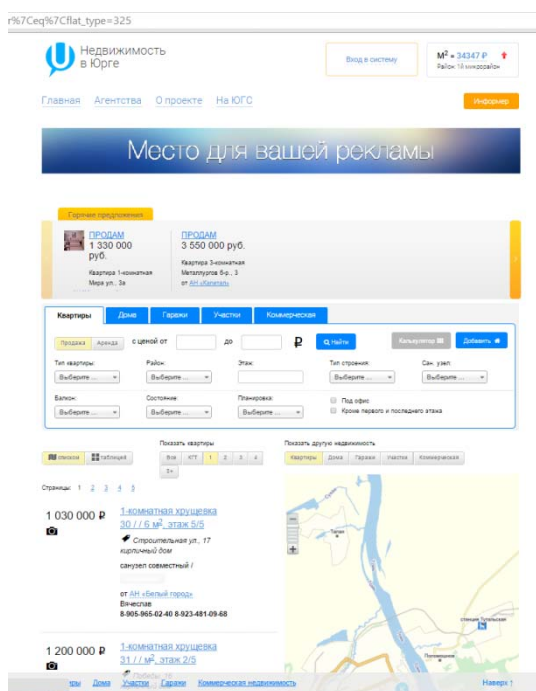 r%7Ceq%7Cflat_type=325
Недвижимость
в Юрге
Вход в систему
М² = 34347 ₽
Район: 1й микрорайон
Главная Агентства О проекте На ЮГС
Информер
Место для вашей рекламы
Горячие предложения
ПРОДАМ
1 330 000
руб.
Квартира 1-комнатная
Мира ул., 3а
ПРОДАМ
3 550 000 руб.
Квартира 3-комнатная
Металлургов б-р., 3
от АН «Капитал»
Квартиры Дома Гаражи Участки Коммерческая
Продажа Аренда с ценой от до ₽ Найти Калькулятор Добавить
Тип квартиры: Район: Этаж: Тип строения: Сан. узел:
Выберите ... Выберите ... Выберите ... Выберите ...
Балкон: Состояние: Планировка: Под офис
Выберите ... Выберите ... Выберите ... Кроме первого и последнего этажа
Показать квартиры Показать другую недвижимость
списком таблицей Все КГТ 1 2 3 4 Квартиры Дома Гаражи Участки Коммерческая
5+
Страницы: 1 2 3 4 5
1 030 000 ₽
1-комнатная хрущевка
30 / / 6 м², этаж 5/5
Строительная ул., 17
кирпичный дом
санузел совместный /
от АН «Белый город»
Вячеслав
8-905-965-02-40 8-923-481-09-68
1 200 000 ₽
1-комнатная хрущевка
31 / / м², этаж 2/5
станция Тутальская
Поломошное
Дома Участки Гаражи Коммерческая недвижимость Наверх ↑